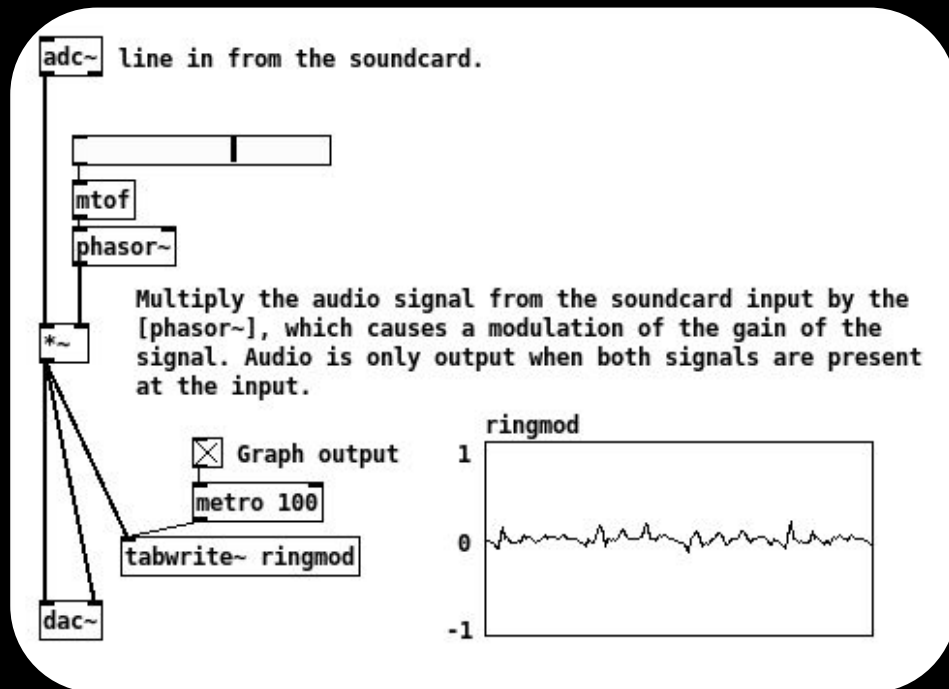 adc~ line in from the soundcard.
mtof
phasor~
Multiply the audio signal from the soundcard input by the
[phasor~], which causes a modulation of the gain of the
*~
signal. Audio is only output when both signals are present
at the input.
ringmod
Graph output
1
metro 100
0
tabwrite~ ringmod
dac~
-1